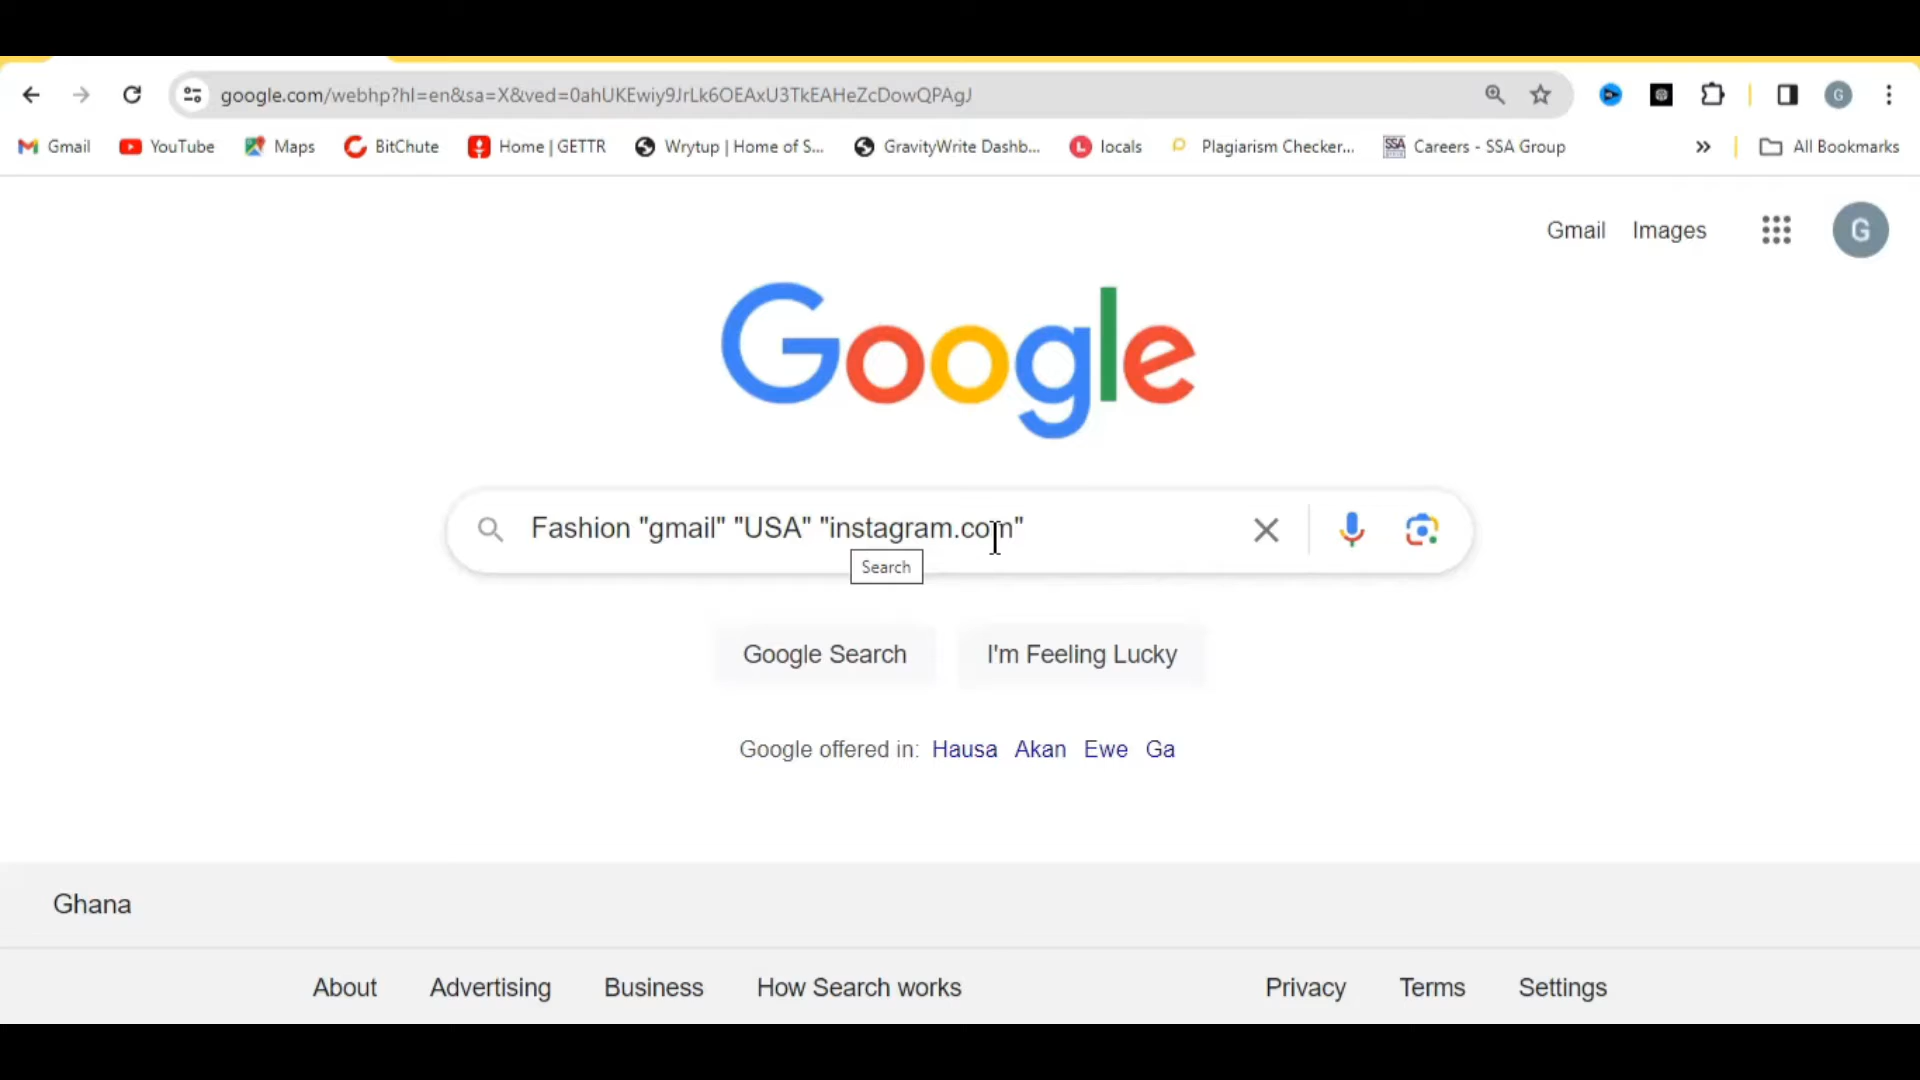 google.com/webhp?hl=en&sa=X&ved=0ahUKEwiy9JrLk6OEAxU3TkEAHeZcDowQPAgJ
G
Gmail YouTube Maps BitChute Home | GETTR Wrytup | Home of S... GravityWrite Dashb... L locals Plagiarism Checker... SSA Careers - SSA Group » All Bookmarks
Gmail Images G
Google
Fashion "gmail" "USA" "instagram.com"
Search
Google Search I'm Feeling Lucky
Google offered in: Hausa Akan Ewe Ga
Ghana
About Advertising Business How Search works Privacy Terms Settings